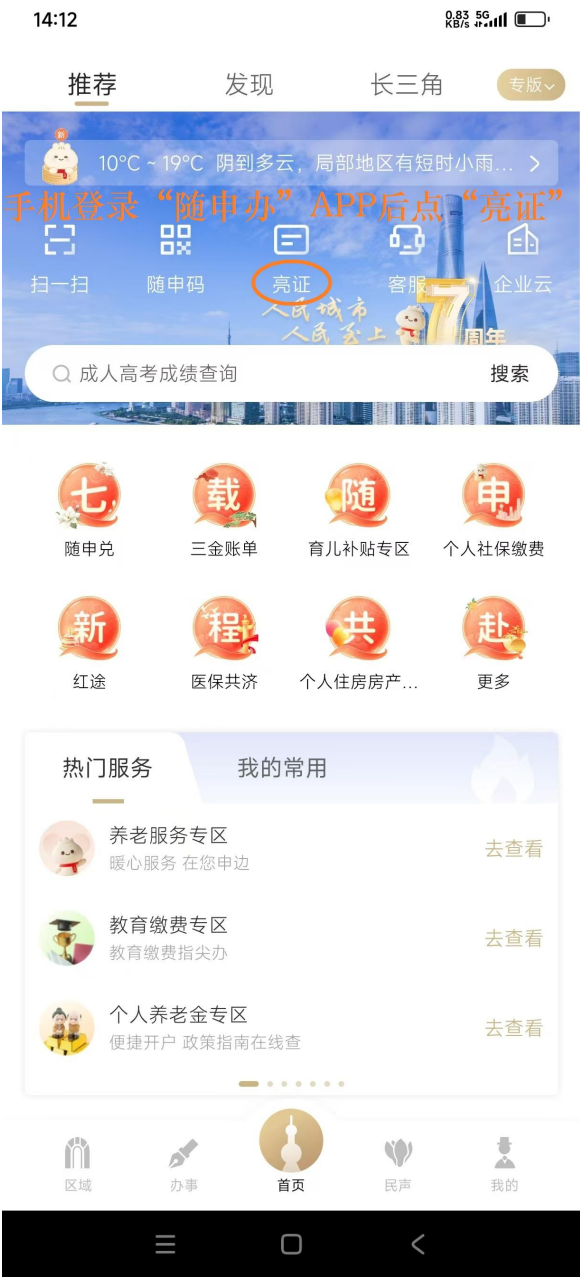 14:12
0.83 KB/s 5G
推荐 发现 长三角 专版
新
10°C ~ 19°C 阴到多云，局部地区有短时小雨... >
手机登录“随申办”APP后点“亮证”
扫一扫 随申码 亮证 客服 企业云
人民城市
人民至上
7周年
成人高考成绩查询 搜索
七 载 随 申
随申兑 三金账单 育儿补贴专区 个人社保缴费
新 程 共 赴
红途 医保共济 个人住房房产... 更多
热门服务 我的常用
养老服务专区
暖心服务 在您申边
去查看
教育缴费专区
教育缴费指尖办
去查看
个人养老金专区
便捷开户 政策指南在线查
去查看
区域 办事 首页 民声 我的